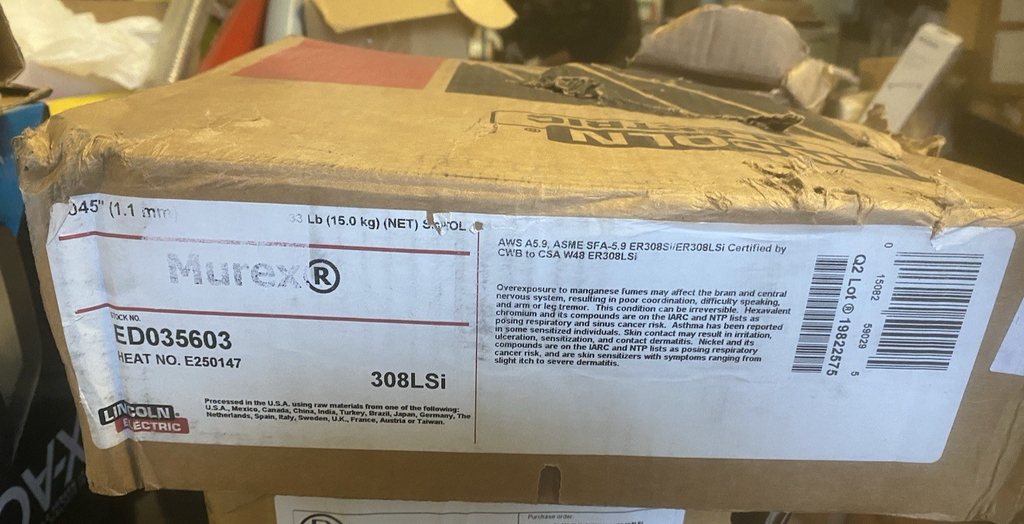 LINCOLN
ELECTRIC
®
.045" (1.1 mm) 33 Lb (15.0 kg) (NET)
Murex®
STOCK NO.
ED035603
HEAT NO. E250147
308LSi
LINCOLN
ELECTRIC
Processed in the U.S.A. using raw materials from one of the following:
U.S.A., Mexico, Canada, China, India, Turkey, Brazil, Japan, Germany, The
Netherlands, Spain, Italy, Sweden, U.K., France, Austria or Taiwan.
AWS A5.9, ASME SFA-5.9 ER308Si/ER308LSi Certified by
CWB to CSA W48 ER308LSi
Overexposure to manganese fumes may affect the brain and central
nervous system, resulting in poor coordination, difficulty speaking,
and arm or leg tremor. This condition can be irreversible. Hexavalent
chromium and its compounds are on the IARC and NTP lists as
posing respiratory and sinus cancer risk. Asthma has been reported
in some sensitized individuals. Skin contact may result in irritation,
ulceration, sensitization, and contact dermatitis. Nickel and its
compounds are on the IARC and NTP lists as posing respiratory
cancer risk, and are skin sensitizers with symptoms ranging from
slight itch to severe dermatitis.
Q2 Lot @ 19822575
0 15082 59029 5
Purchase order